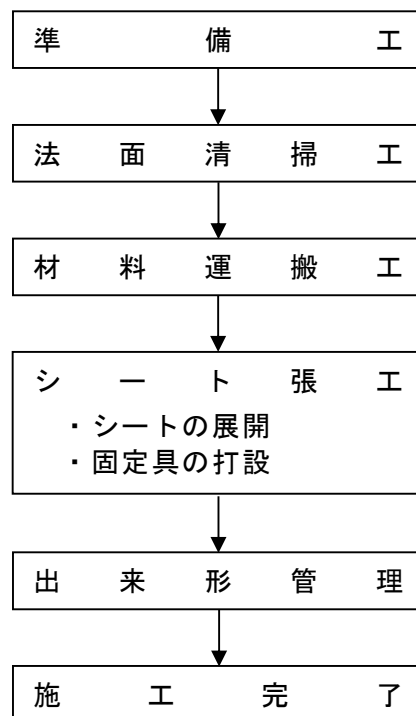 準備工
法面清掃工
材料運搬工
シート張工
・シートの展開
・固定具の打設
出来形管理
施工完了